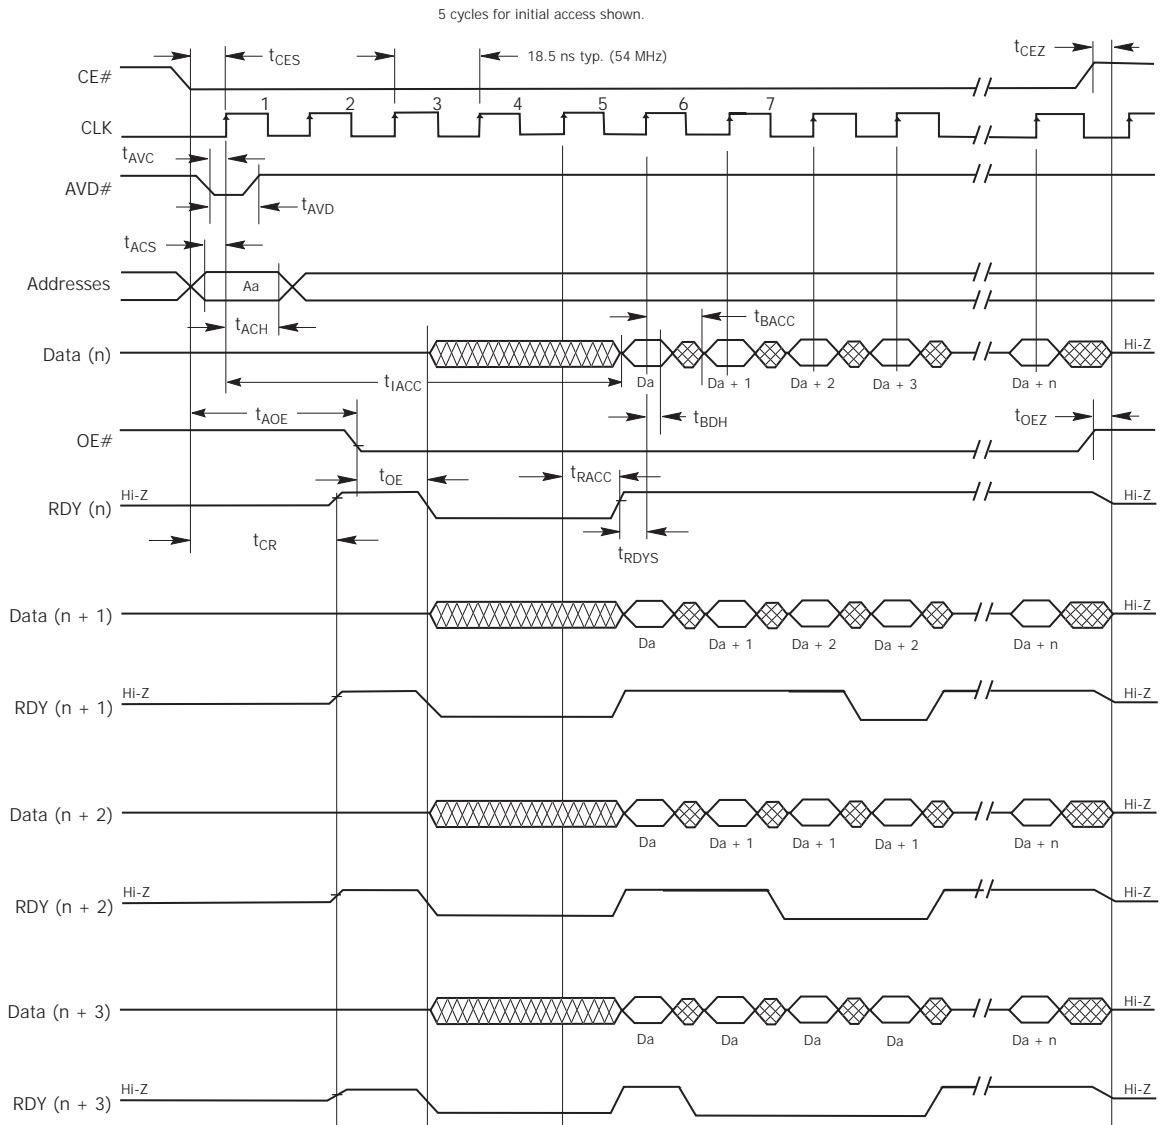 5 cycles for initial access shown.
tCES
18.5 ns typ. (54 MHz)
tCEZ
CE#
1 2 3 4 5 6 7
CLK
tAVC
AVD#
tAVD
tACS
Addresses
Aa
tACH
tBACC
Data (n)
Hi-Z
tIACC
Da Da + 1 Da + 2 Da + 3 Da + n
tAOE
tBDH
tOEZ
OE#
tOE
tRACC
Hi-Z
RDY (n)
Hi-Z
tCR
tRDYS
Data (n + 1)
Hi-Z
Da Da + 1 Da + 2 Da + 2 Da + n
Hi-Z
RDY (n + 1)
Hi-Z
Data (n + 2)
Hi-Z
Da Da + 1 Da + 1 Da + 1 Da + n
Hi-Z
RDY (n + 2)
Hi-Z
Data (n + 3)
Hi-Z
Da Da Da Da Da + n
Hi-Z
RDY (n + 3)
Hi-Z